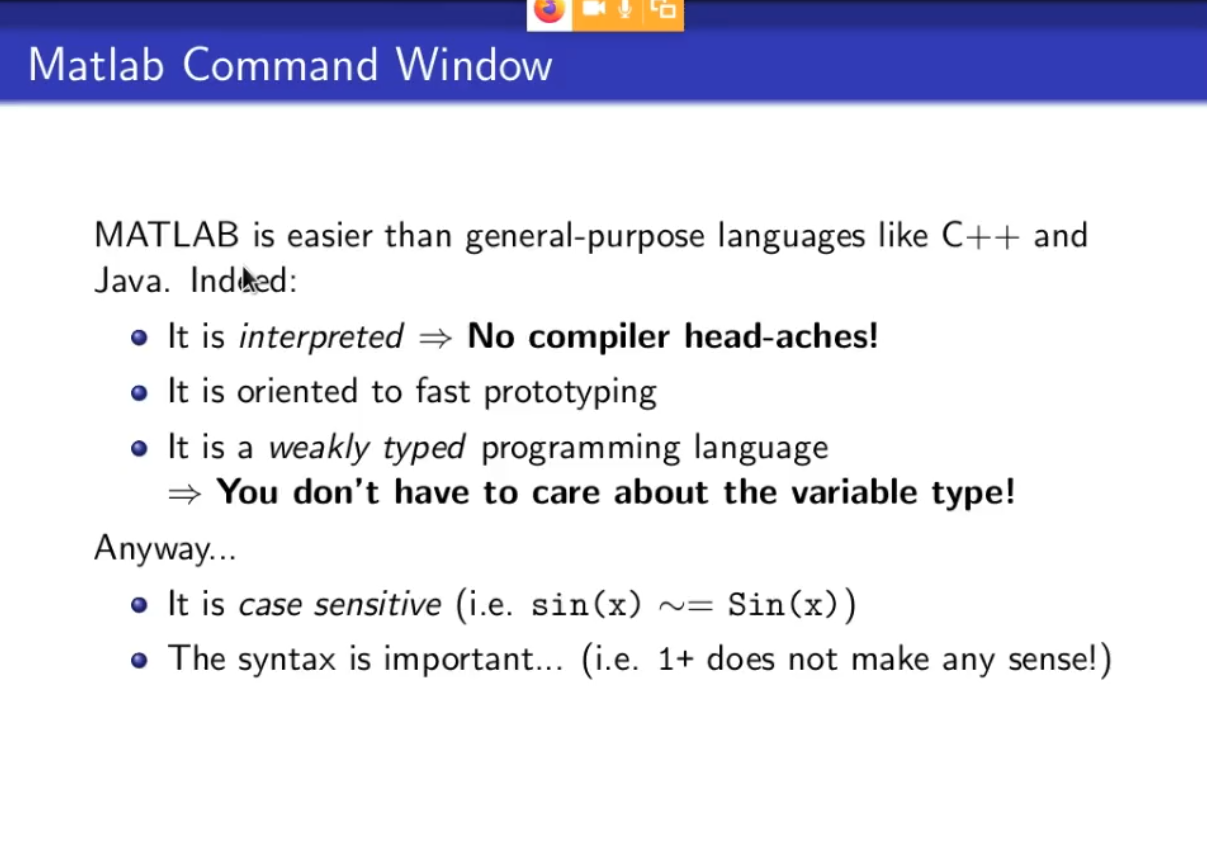 Matlab Command Window
MATLAB is easier than general-purpose languages like C++ and
Java. Indeed:
It is interpreted ⇒ No compiler head-aches!
It is oriented to fast prototyping
It is a weakly typed programming language
⇒ You don't have to care about the variable type!
Anyway...
It is case sensitive (i.e. sin(x) ∼= Sin(x))
The syntax is important... (i.e. 1+ does not make any sense!)